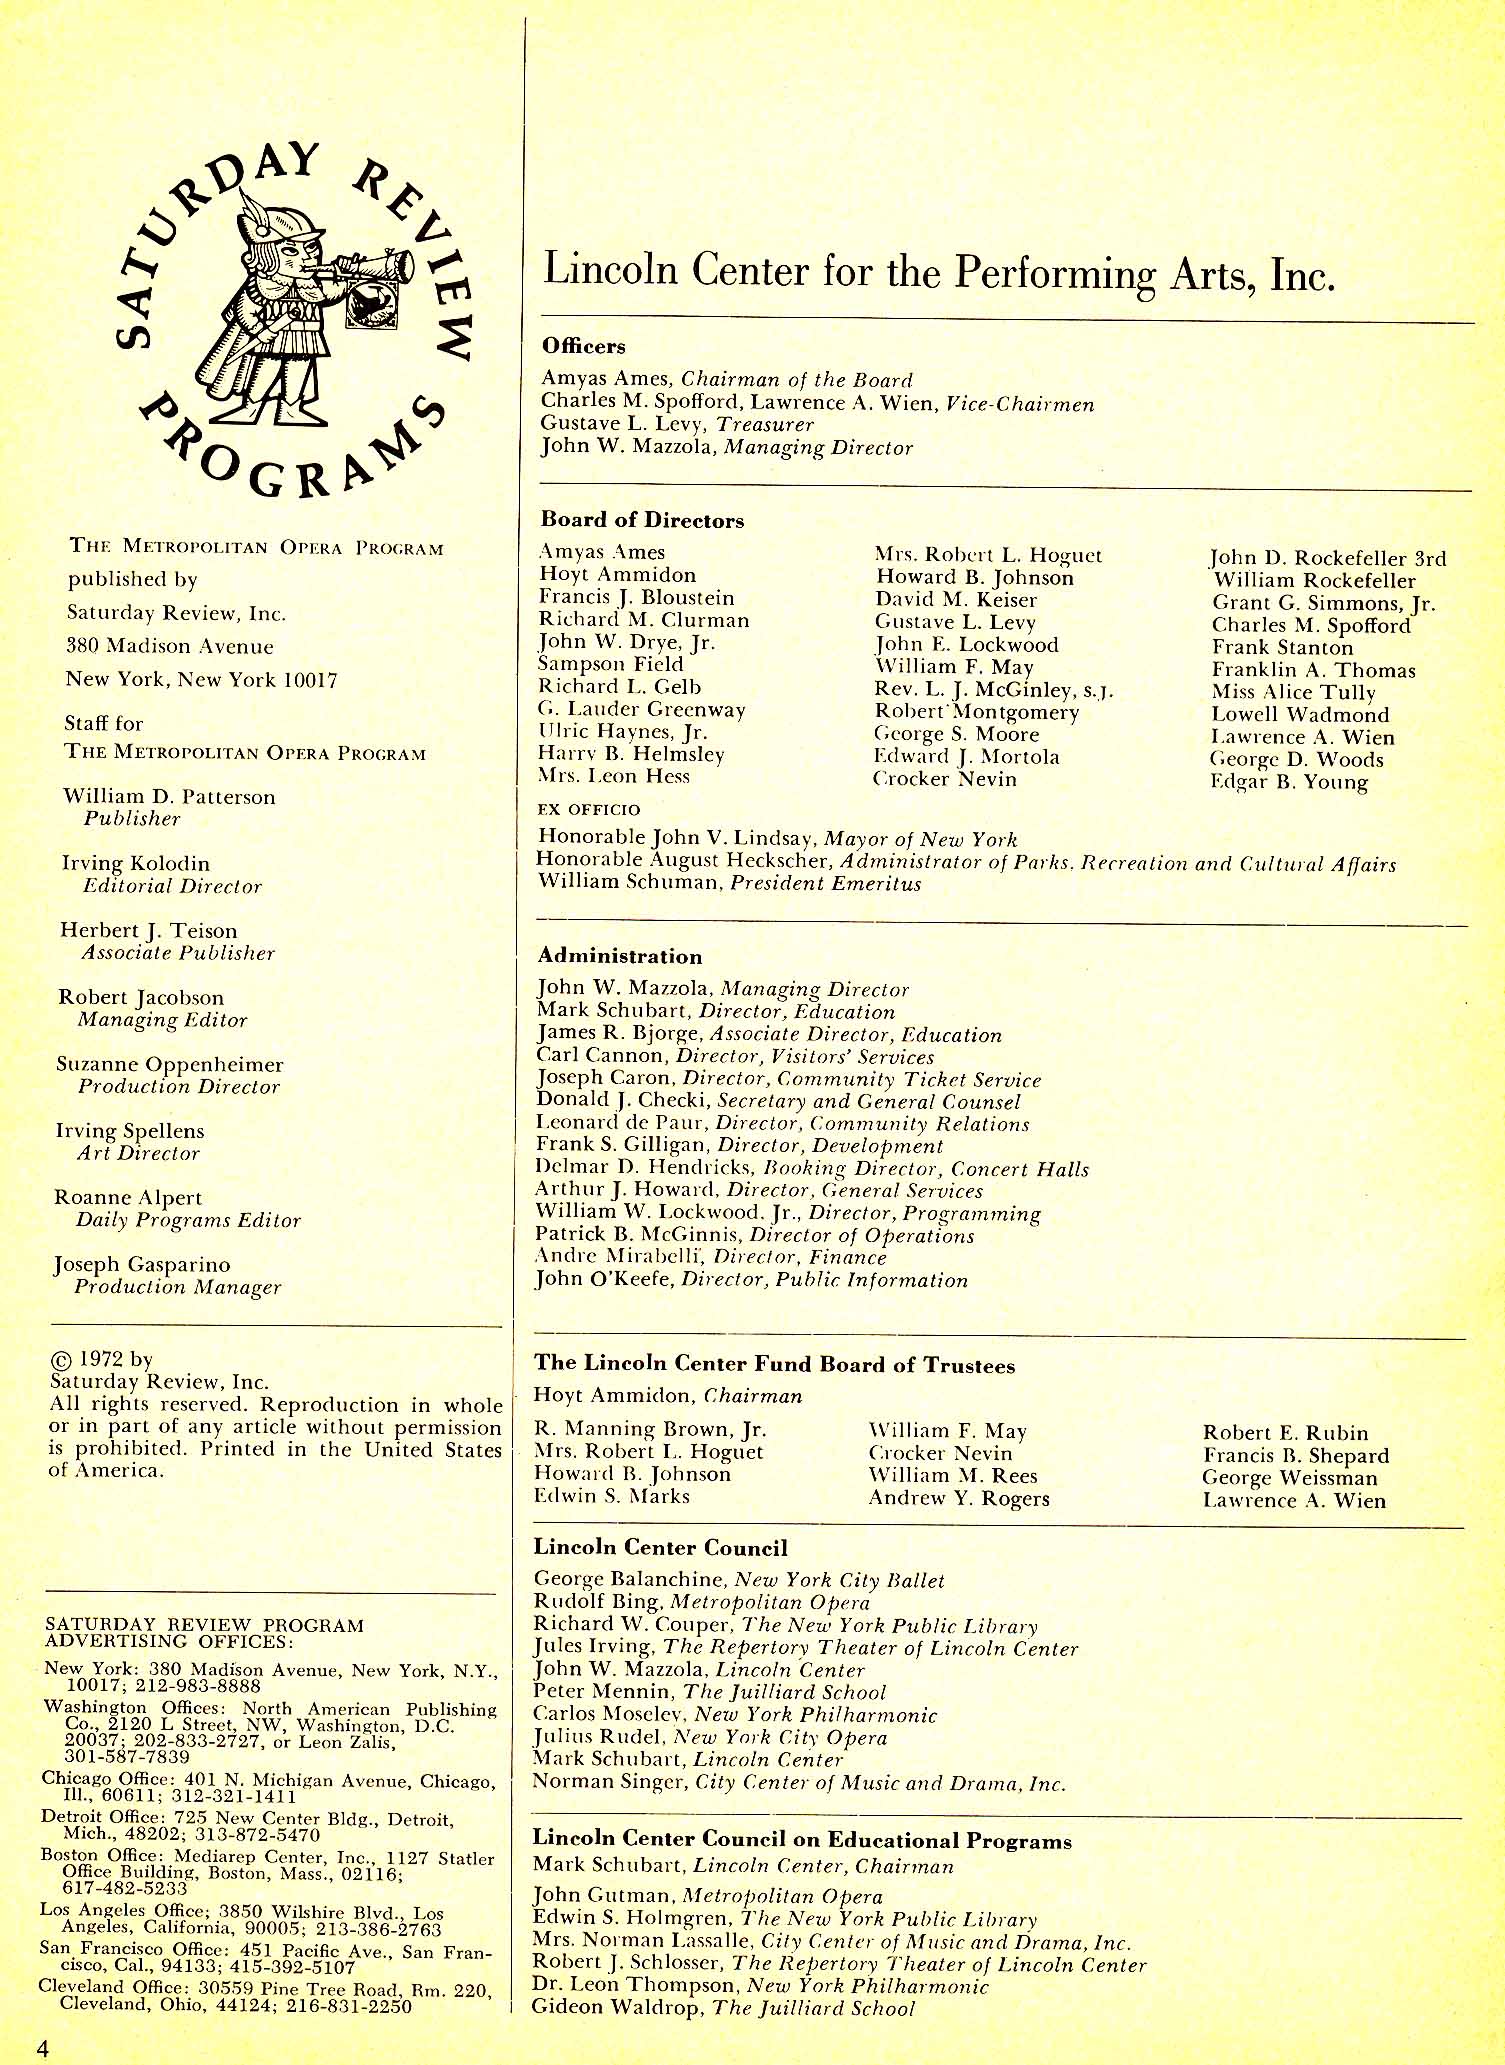 SATURDAY REVIEW PROGRAMS
THE METROPOLITAN OPERA PROGRAM
published by
Saturday Review, Inc.
380 Madison Avenue
New York, New York 10017
Staff for
THE METROPOLITAN OPERA PROGRAM
William D. Patterson
Publisher
Irving Kolodin
Editorial Director
Herbert J. Teison
Associate Publisher
Robert Jacobson
Managing Editor
Suzanne Oppenheimer
Production Director
Irving Spellens
Art Director
Roanne Alpert
Daily Programs Editor
Joseph Gasparino
Production Manager
© 1972 by
Saturday Review, Inc.
All rights reserved. Reproduction in whole
or in part of any article without permission
is prohibited. Printed in the United States
of America.
SATURDAY REVIEW PROGRAM
ADVERTISING OFFICES:
New York: 380 Madison Avenue, New York, N.Y.,
10017; 212-983-8888
Washington Offices: North American Publishing
Co., 2120 L Street, NW, Washington, D.C.
20037; 202-833-2727, or Leon Zalis,
301-587-7839
Chicago Office: 401 N. Michigan Avenue, Chicago,
Ill., 60611; 312-321-1411
Detroit Office: 725 New Center Bldg., Detroit,
Mich., 48202; 313-872-5470
Boston Office: Mediarep Center, Inc., 1127 Statler
Office Building, Boston, Mass., 02116;
617-482-5233
Los Angeles Office; 3850 Wilshire Blvd., Los
Angeles, California, 90005; 213-386-2763
San Francisco Office: 451 Pacific Ave., San Fran-
cisco, Cal., 94133; 415-392-5107
Cleveland Office: 30559 Pine Tree Road, Rm. 220,
Cleveland, Ohio, 44124; 216-831-2250
4
Lincoln Center for the Performing Arts, Inc.
Officers
Amyas Ames, Chairman of the Board
Charles M. Spofford, Lawrence A. Wien, Vice-Chairmen
Gustave L. Levy, Treasurer
John W. Mazzola, Managing Director
Board of Directors
Amyas Ames
Hoyt Ammidon
Francis J. Bloustein
Richard M. Clurman
John W. Drye, Jr.
Sampson Field
Richard L. Gelb
G. Lauder Greenway
Ulric Haynes, Jr.
Harry B. Helmsley
Mrs. Leon Hess
Mrs. Robert L. Hoguet
Howard B. Johnson
David M. Keiser
Gustave L. Levy
John E. Lockwood
William F. May
Rev. L. J. McGinley, S.J.
Robert Montgomery
George S. Moore
Edward J. Mortola
Crocker Nevin
John D. Rockefeller 3rd
William Rockefeller
Grant G. Simmons, Jr.
Charles M. Spofford
Frank Stanton
Franklin A. Thomas
Miss Alice Tully
Lowell Wadmond
Lawrence A. Wien
George D. Woods
Edgar B. Young
EX OFFICIO
Honorable John V. Lindsay, Mayor of New York
Honorable August Heckscher, Administrator of Parks, Recreation and Cultural Affairs
William Schuman, President Emeritus
Administration
John W. Mazzola, Managing Director
Mark Schubart, Director, Education
James R. Bjorge, Associate Director, Education
Carl Cannon, Director, Visitors' Services
Joseph Caron, Director, Community Ticket Service
Donald J. Checki, Secretary and General Counsel
Leonard de Paur, Director, Community Relations
Frank S. Gilligan, Director, Development
Delmar D. Hendricks, Booking Director, Concert Halls
Arthur J. Howard, Director, General Services
William W. Lockwood, Jr., Director, Programming
Patrick B. McGinnis, Director of Operations
Andre Mirabelli, Director, Finance
John O'Keefe, Director, Public Information
The Lincoln Center Fund Board of Trustees
Hoyt Ammidon, Chairman
R. Manning Brown, Jr.
Mrs. Robert L. Hoguet
Howard B. Johnson
Edwin S. Marks
William F. May
Crocker Nevin
William M. Rees
Andrew Y. Rogers
Robert E. Rubin
Francis B. Shepard
George Weissman
Lawrence A. Wien
Lincoln Center Council
George Balanchine, New York City Ballet
Rudolf Bing, Metropolitan Opera
Richard W. Couper, The New York Public Library
Jules Irving, The Repertory Theater of Lincoln Center
John W. Mazzola, Lincoln Center
Peter Mennin, The Juilliard School
Carlos Moseley, New York Philharmonic
Julius Rudel, New York City Opera
Mark Schubart, Lincoln Center
Norman Singer, City Center of Music and Drama, Inc.
Lincoln Center Council on Educational Programs
Mark Schubart, Lincoln Center, Chairman
John Gutman, Metropolitan Opera
Edwin S. Holmgren, The New York Public Library
Mrs. Norman Lassalle, City Center of Music and Drama, Inc.
Robert J. Schlosser, The Repertory Theater of Lincoln Center
Dr. Leon Thompson, New York Philharmonic
Gideon Waldrop, The Juilliard School